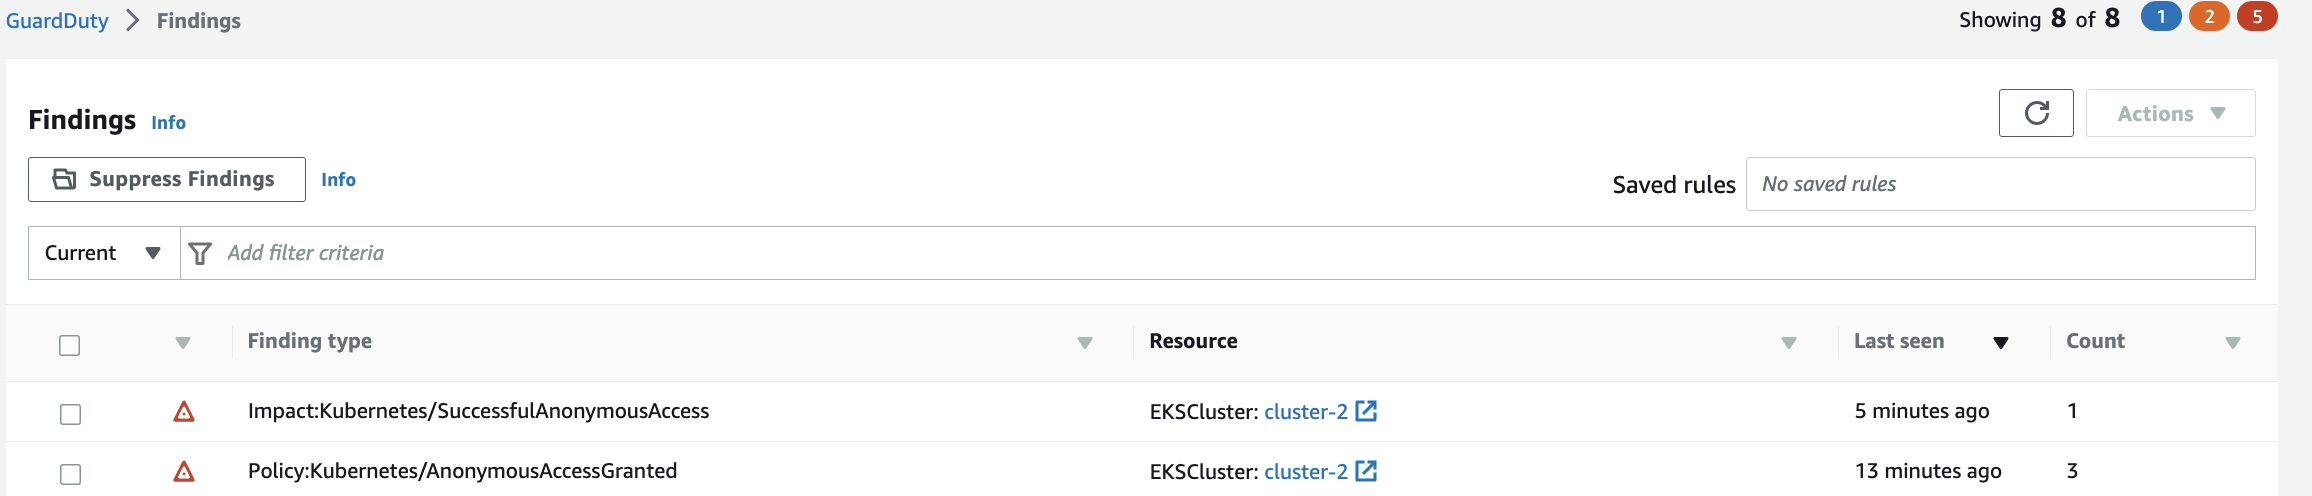 GuardDuty > Findings
Showing 8 of 8 1 2 5
Findings Info
Actions
Suppress Findings Info
Saved rules No saved rules
Current Add filter criteria
Finding type Resource Last seen Count
Impact:Kubernetes/SuccessfulAnonymousAccess EKSCluster: cluster-2 5 minutes ago 1
Policy:Kubernetes/AnonymousAccessGranted EKSCluster: cluster-2 13 minutes ago 3